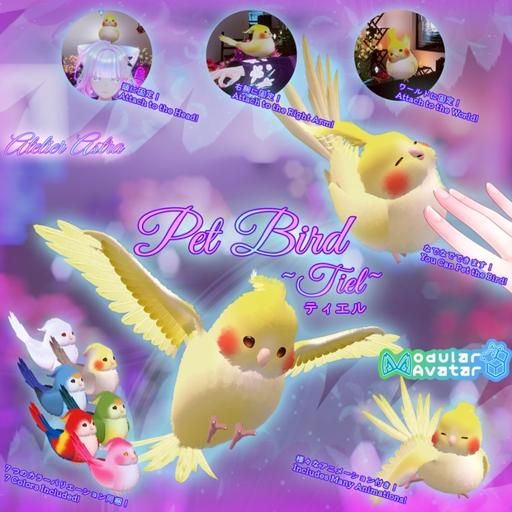 頭に固定！
Attach to the Head!
右腕に固定！
Attach to the Right Arm!
ワールドに固定！
Attach to the World!
Atelier Astra
Pet Bird
~Tiel~
ティエル
なでなでできます！
You Can Pet the Bird!
Modular
Avatar
7つのカラーバリエーション同梱！
7 Colors Included!
様々なアニメーション付き！
Includes Many Animations!